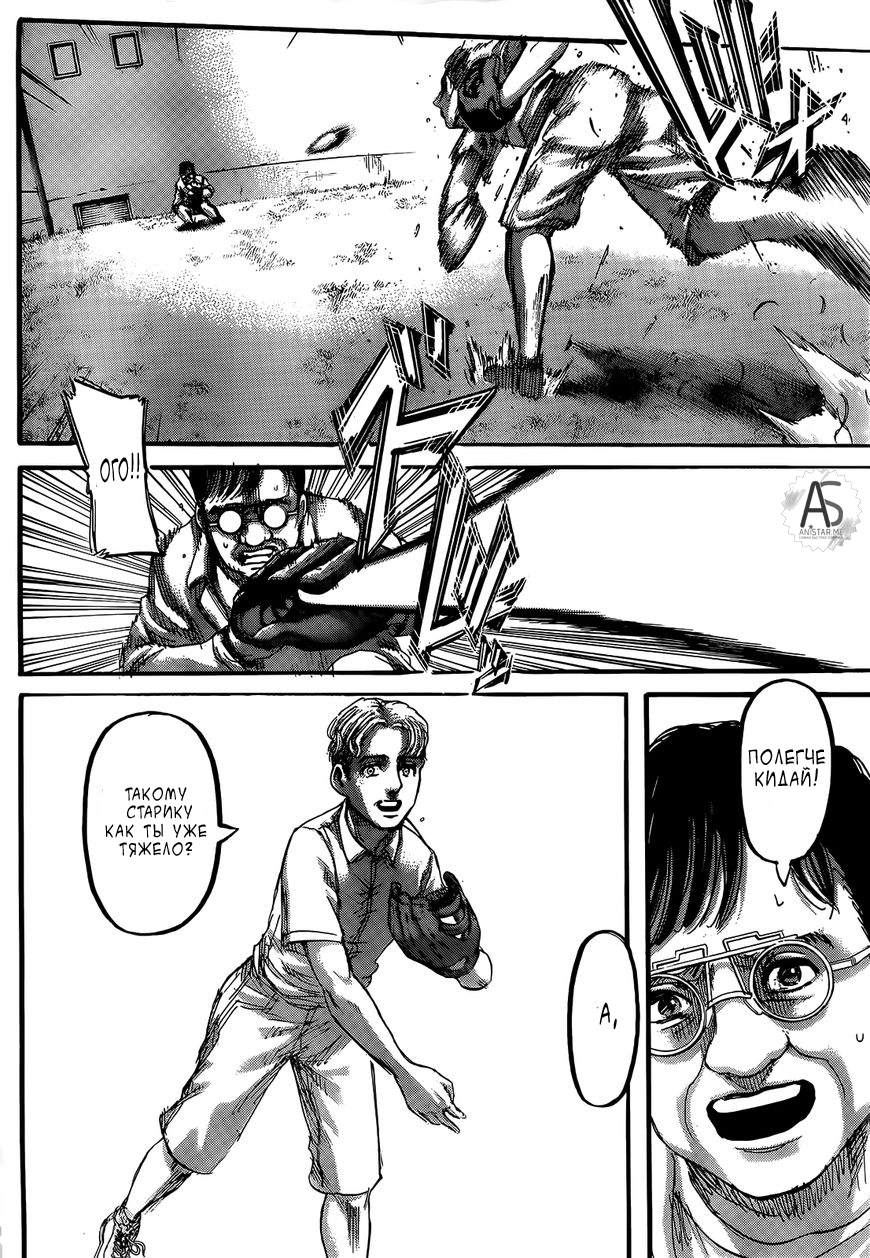 ОГО!!
ПОЛЕГЧЕ
КИДАЙ!
А,
ТАКОМУ
СТАРИКУ
КАК ТЫ УЖЕ
ТЯЖЕЛО?
AS
ANISTAR.ME